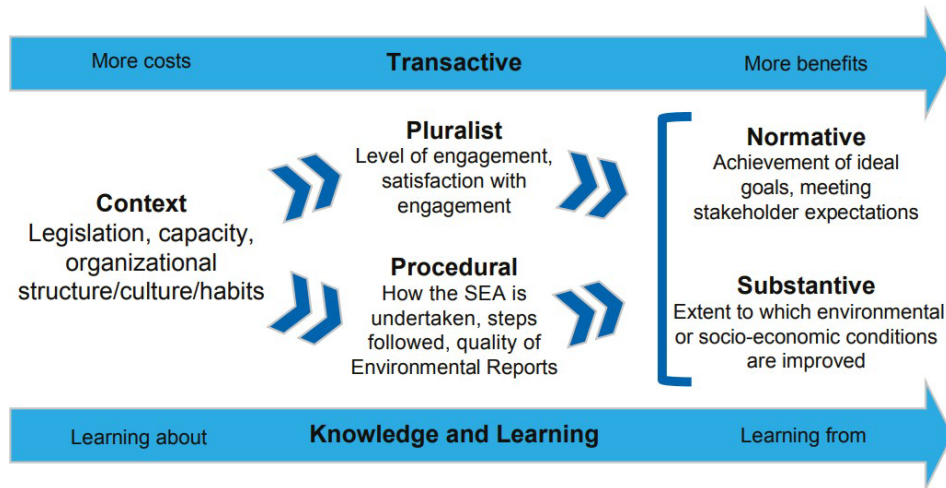 More costs
Transactive
More benefits
Context
Legislation, capacity,
organizational
structure/culture/habits
Pluralist
Level of engagement,
satisfaction with
engagement
Procedural
How the SEA is
undertaken, steps
followed, quality of
Environmental Reports
Normative
Achievement of ideal
goals, meeting
stakeholder expectations
Substantive
Extent to which environmental
or socio-economic conditions
are improved
Learning about
Knowledge and Learning
Learning from